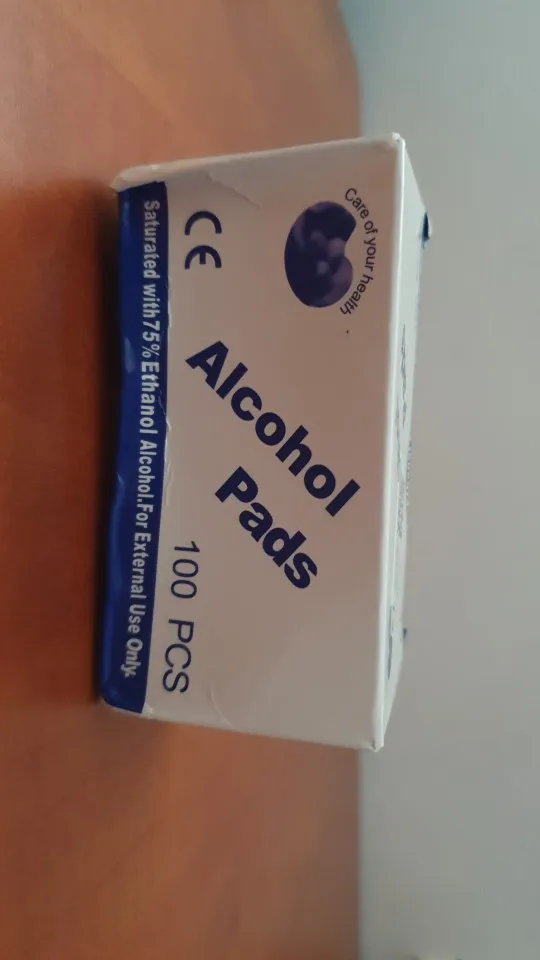 Care of your health
CE
Alcohol
Pads
100 PCS
Saturated with 75% Ethanol Alcohol.For External Use Only.